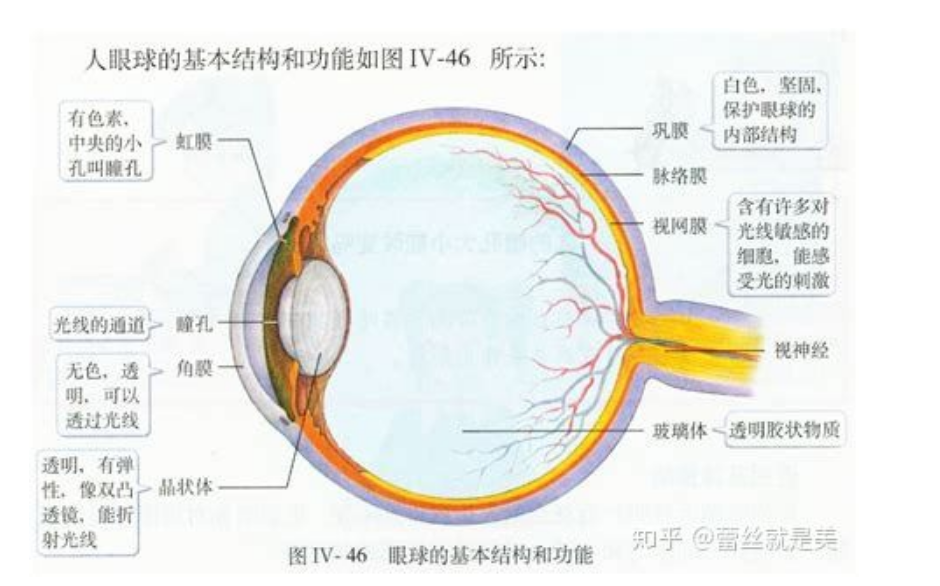 人眼球的基本结构和功能如图IV-46 所示:
有色素、
中央的小
孔叫瞳孔
虹膜
光线的通道
瞳孔
无色、透
明,可以
透过光线
角膜
透明、有弹
性,像双凸
透镜,能折
射光线
晶状体
巩膜
白色,坚固,
保护眼球的
内部结构
脉络膜
视网膜
含有许多对
光线敏感的
细胞,能感
受光的刺激
视神经
玻璃体
透明胶状物质
图IV-46 眼球的基本结构和功能
知乎 @蕾丝就是美